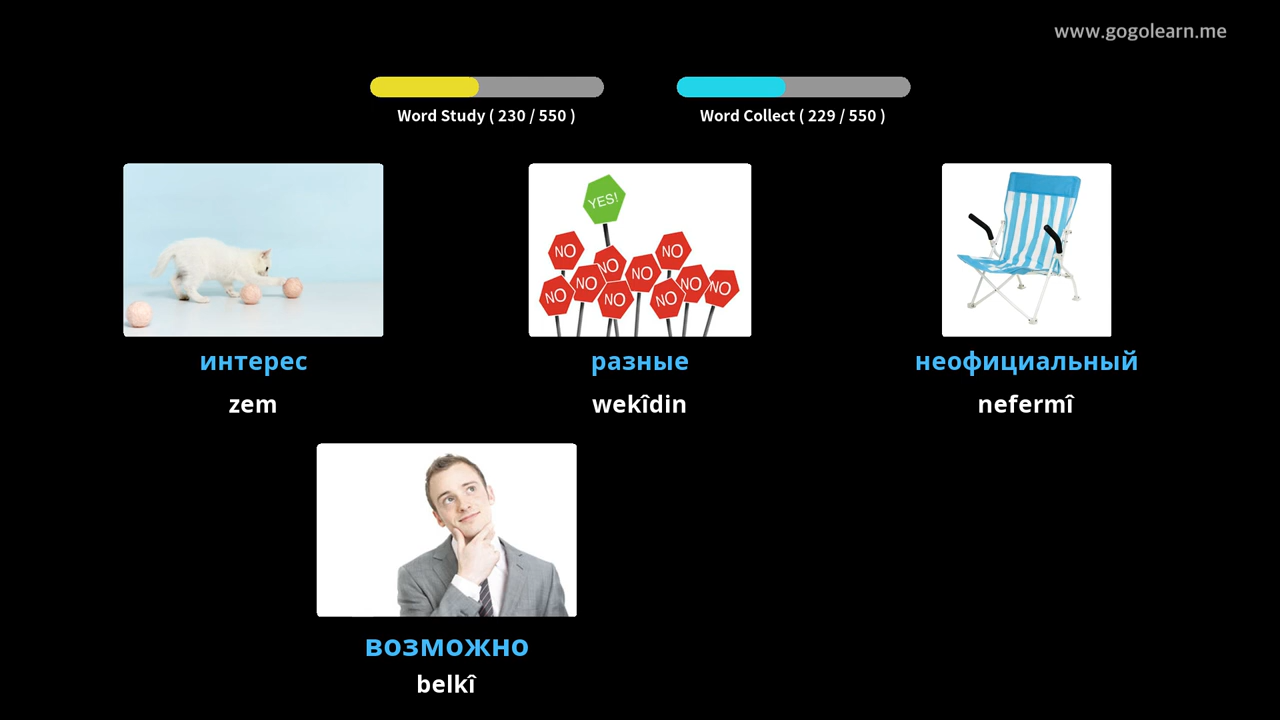 www.gogolearn.me
Word Study ( 230 / 550 )
Word Collect ( 229 / 550 )
YES!
NO
NO
NO
NO
NO
NO
NO
NO
NO
NO
интерес
разные
неофициальный
zem
wekîdin
nefermî
возможно
belkî